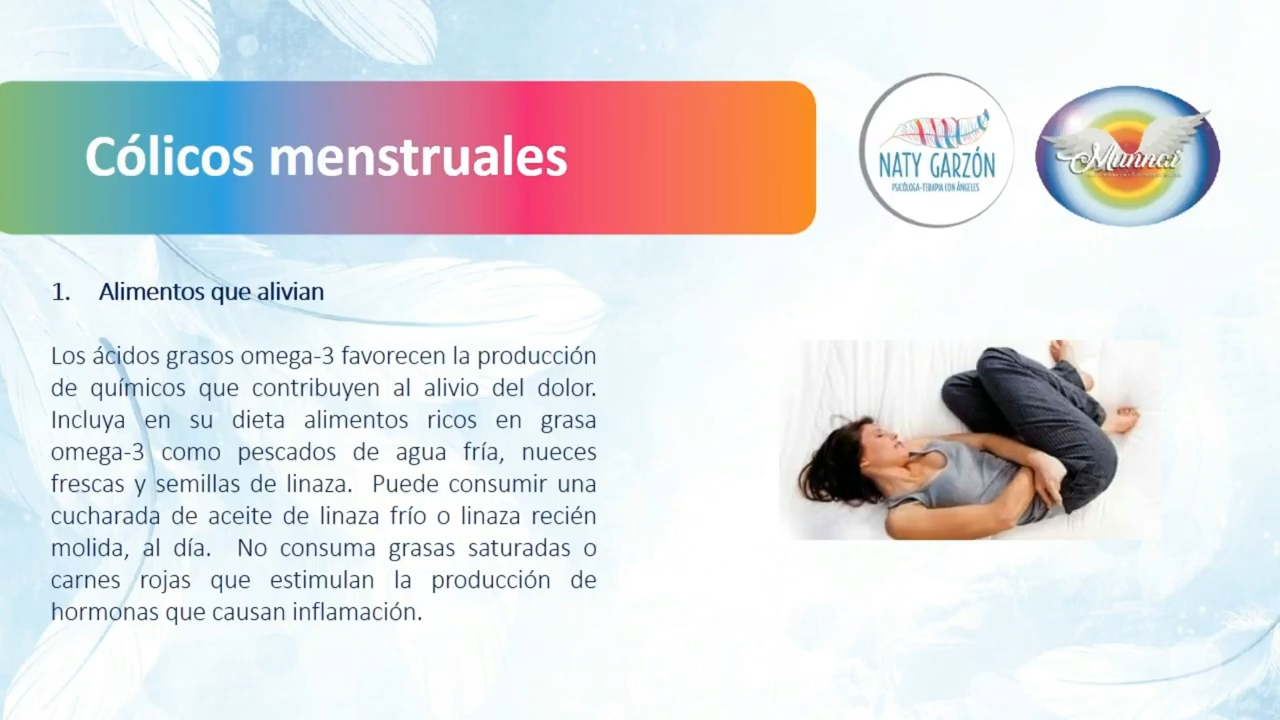 Cólicos menstruales
NATY GARZÓN
PSICÓLOGA-TERAPIA CON ÁNGELES
Munnai
1. Alimentos que alivian
Los ácidos grasos omega-3 favorecen la producción
de químicos que contribuyen al alivio del dolor.
Incluya en su dieta alimentos ricos en grasa
omega-3 como pescados de agua fría, nueces
frescas y semillas de linaza. Puede consumir una
cucharada de aceite de linaza frío o linaza recién
molida, al día. No consuma grasas saturadas o
carnes rojas que estimulan la producción de
hormonas que causan inflamación.